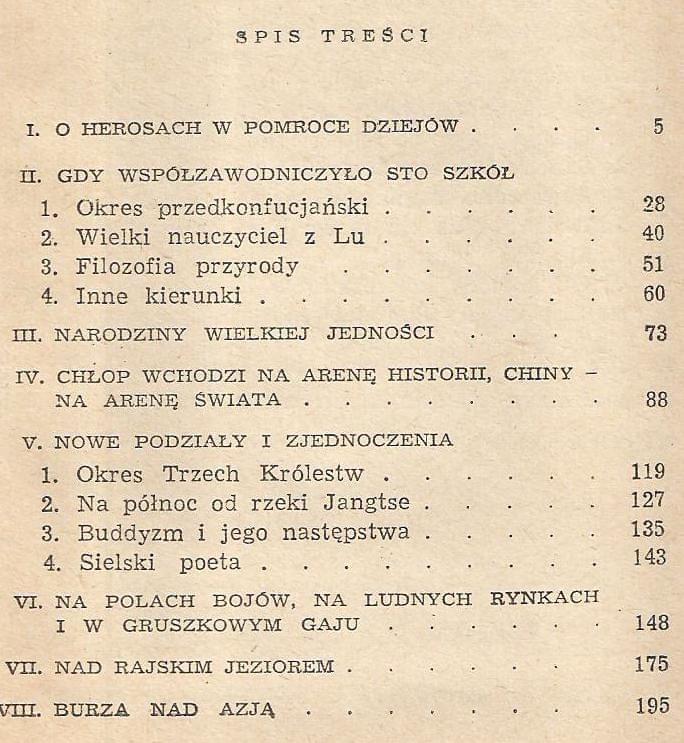 SPIS TREŚCI
I. O HEROSACH W POMROCE DZIEJÓW . . . . 5
II. GDY WSPÓŁZAWODNICZYŁO STO SZKÓŁ
1. Okres przedkonfucjański . . . . . . 28
2. Wielki nauczyciel z Lu . . . . . . 40
3. Filozofia przyrody . . . . . . . 51
4. Inne kierunki . . . . . . . . . 60
III. NARODZINY WIELKIEJ JEDNOŚCI . . . 73
IV. CHŁOP WCHODZI NA ARENĘ HISTORII, CHINY –
NA ARENĘ ŚWIATA . . . . . . . . 88
V. NOWE PODZIAŁY I ZJEDNOCZENIA
1. Okres Trzech Królestw . . . . . . 119
2. Na północ od rzeki Jangtse . . . . . 127
3. Buddyzm i jego następstwa . . . . . 135
4. Sielski poeta . . . . . . . . . 143
VI. NA POLACH BOJÓW, NA LUDNYCH RYNKACH
I W GRUSZKOWYM GAJU . . . . . . 148
VII. NAD RAJSKIM JEZIOREM . . . . . . 175
VIII. BURZA NAD AZJĄ . . . . . . . 195